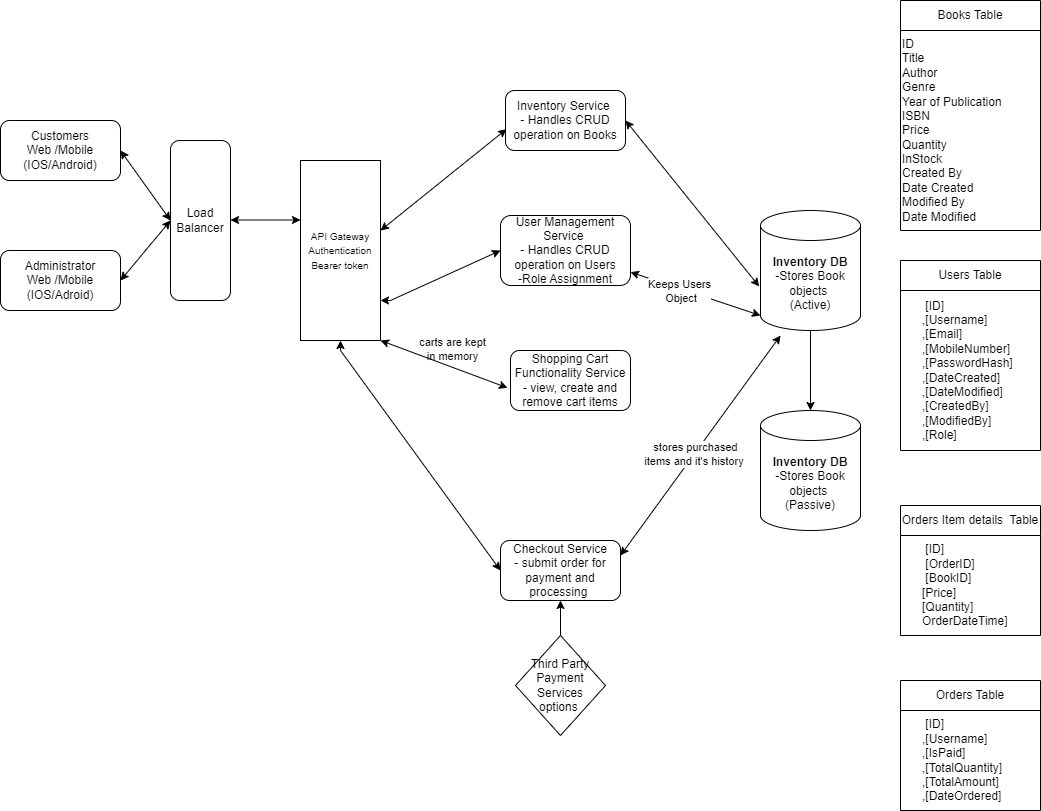 Customers
Web /Mobile
(IOS/Android)
Administrator
Web /Mobile
(IOS/Adroid)
Load
Balancer
API Gateway
Authentication
Bearer token
Inventory Service
- Handles CRUD
operation on Books
User Management
Service
- Handles CRUD
operation on Users
-Role Assignment
carts are kept
in memory
Shopping Cart
Functionality Service
- view, create and
remove cart items
Keeps Users
Object
Inventory DB
-Stores Book
objects
(Active)
stores purchased
items and it's history
Inventory DB
-Stores Book
objects
(Passive)
Checkout Service
- submit order for
payment and
processing
Third Party
Payment
Services
options
Books Table
ID
Title
Author
Genre
Year of Publication
ISBN
Price
Quantity
InStock
Created By
Date Created
Modified By
Date Modified
Users Table
[ID]
,[Username]
,[Email]
,[MobileNumber]
,[PasswordHash]
,[DateCreated]
,[DateModified]
,[CreatedBy]
,[ModifiedBy]
,[Role]
Orders Item details Table
[ID]
[OrderID]
[BookID]
[Price]
[Quantity]
OrderDateTime]
Orders Table
[ID]
,[Username]
,[IsPaid]
,[TotalQuantity]
,[TotalAmount]
,[DateOrdered]